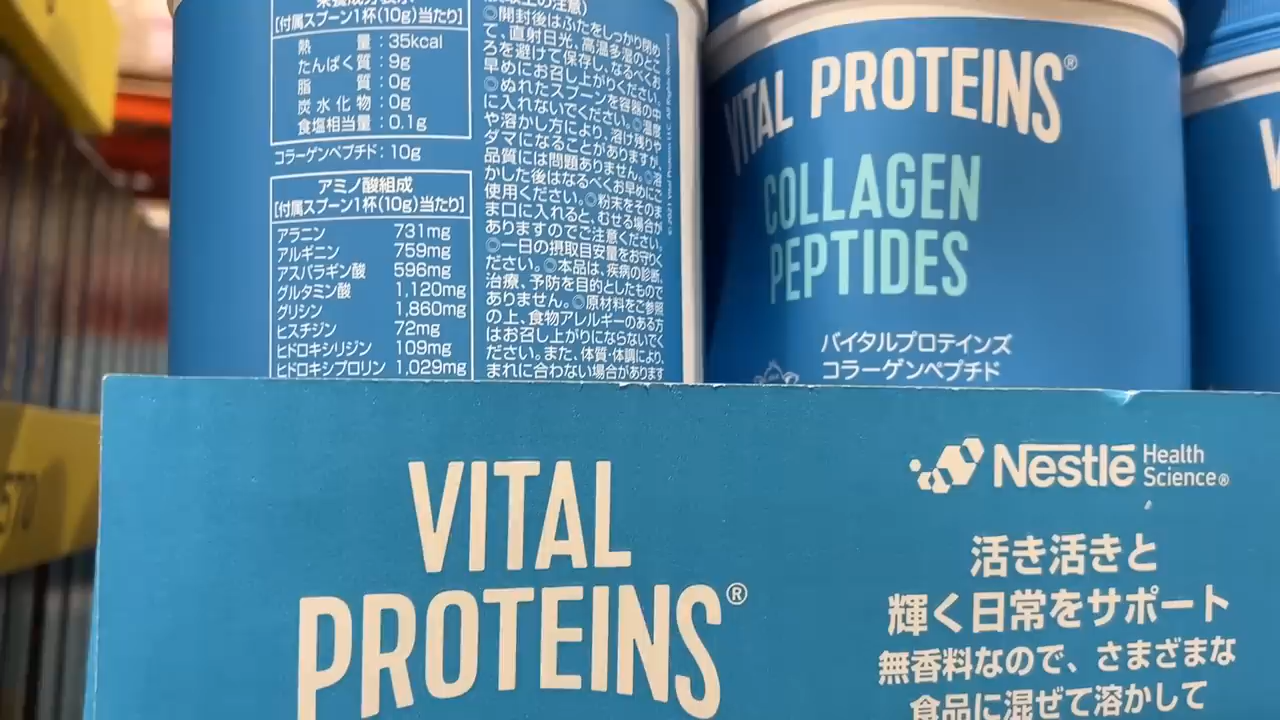 [付属スプーン1杯(10g)当たり]
熱量:35kcal
たんぱく質:9g
脂質:0g
炭水化物:0g
食塩相当量:0.1g
コラーゲンペプチド:10g
アミノ酸組成
[付属スプーン1杯(10g)当たり]
アラニン 731mg
アルギニン 759mg
アスパラギン酸 596mg
グルタミン酸 1,120mg
グリシン 1,860mg
ヒスチジン 72mg
ヒドロキシリジン 109mg
ヒドロキシプロリン 1,029mg
◎開封後はふたをしっかり閉め
て、直射日光、高温多湿のとこ
ろを避けて保存し、なるべくお
早めにお召し上がりください。
◎ぬれたスプーンを容器の中
に入れないでください。◎温度
や溶かし方により、溶け残りや
ダマになることがありますが、
品質には問題ありません。◎溶
かした後はなるべくお早めにご
使用ください。◎粉末をそのま
ま口に入れると、むせる場合が
ありますのでご注意ください。
◎一日の摂取目安量をお守りく
ださい。◎本品は、疾病の診断、
治療、予防を目的としたもので
ありません。◎原材料をご参照
の上、食物アレルギーのある方
はお召し上がりにならないでく
ださい。また、体質・体調により、
まれに合わない場合があります
©2021 Vital Proteins LLC. All Rights Reserved
VITAL PROTEINS®
COLLAGEN
PEPTIDES
バイタルプロテインズ
コラーゲンペプチド
VITAL
PROTEINS®
Nestlé Health Science®
活き活きと
輝く日常をサポート
無香料なので、さまざまな
食品に混ぜて溶かして